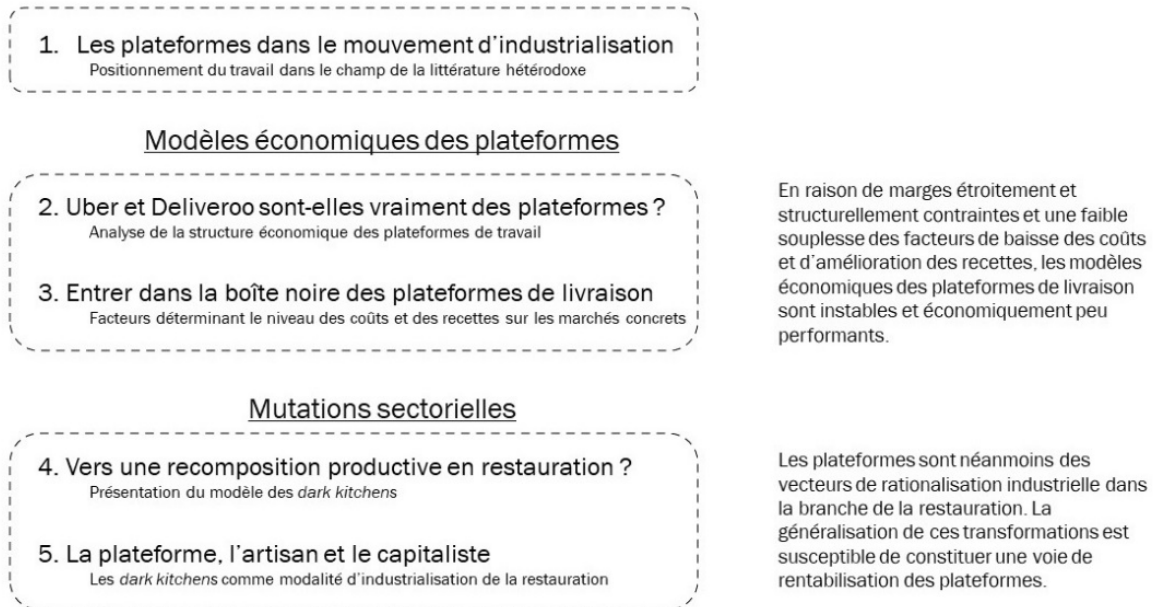 1. Les plateformes dans le mouvement d'industrialisation
Positionnement du travail dans le champ de la littérature hétérodoxe
Modèles économiques des plateformes
2. Uber et Deliveroo sont-elles vraiment des plateformes ?
Analyse de la structure économique des plateformes de travail
3. Entrer dans la boîte noire des plateformes de livraison
Facteurs déterminant le niveau des coûts et des recettes sur les marchés concrets
En raison de marges étroitement et
structurellement contraintes et une faible
souplesse des facteurs de baisse des coûts
et d'amélioration des recettes, les modèles
économiques des plateformes de livraison
sont instables et économiquement peu
performants.
Mutations sectorielles
4. Vers une recomposition productive en restauration ?
Présentation du modèle des dark kitchens
5. La plateforme, l'artisan et le capitaliste
Les dark kitchens comme modalité d'industrialisation de la restauration
Les plateformes sont néanmoins des
vecteurs de rationalisation industrielle dans
la branche de la restauration. La
généralisation de ces transformations est
susceptible de constituer une voie de
rentabilisation des plateformes.